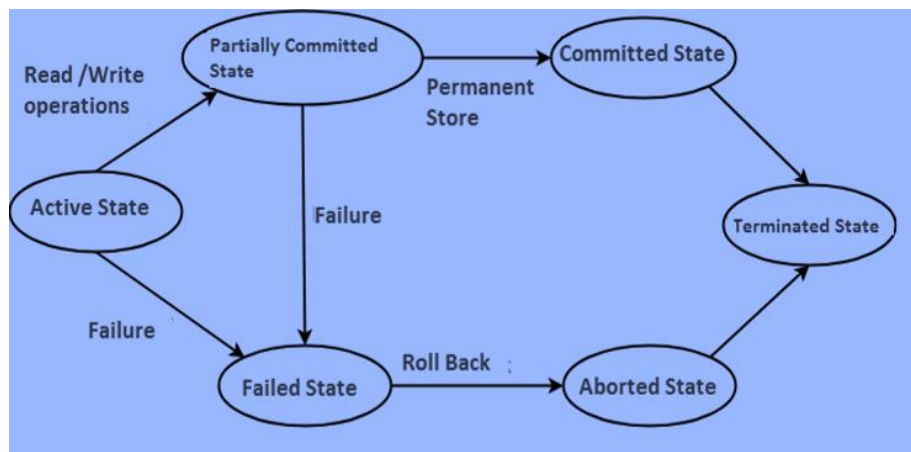 Partially Committed
State
Committed State
Read /Write
operations
Permanent
Store
Active State
Failure
Terminated State
Failure
Roll Back
Failed State
Aborted State